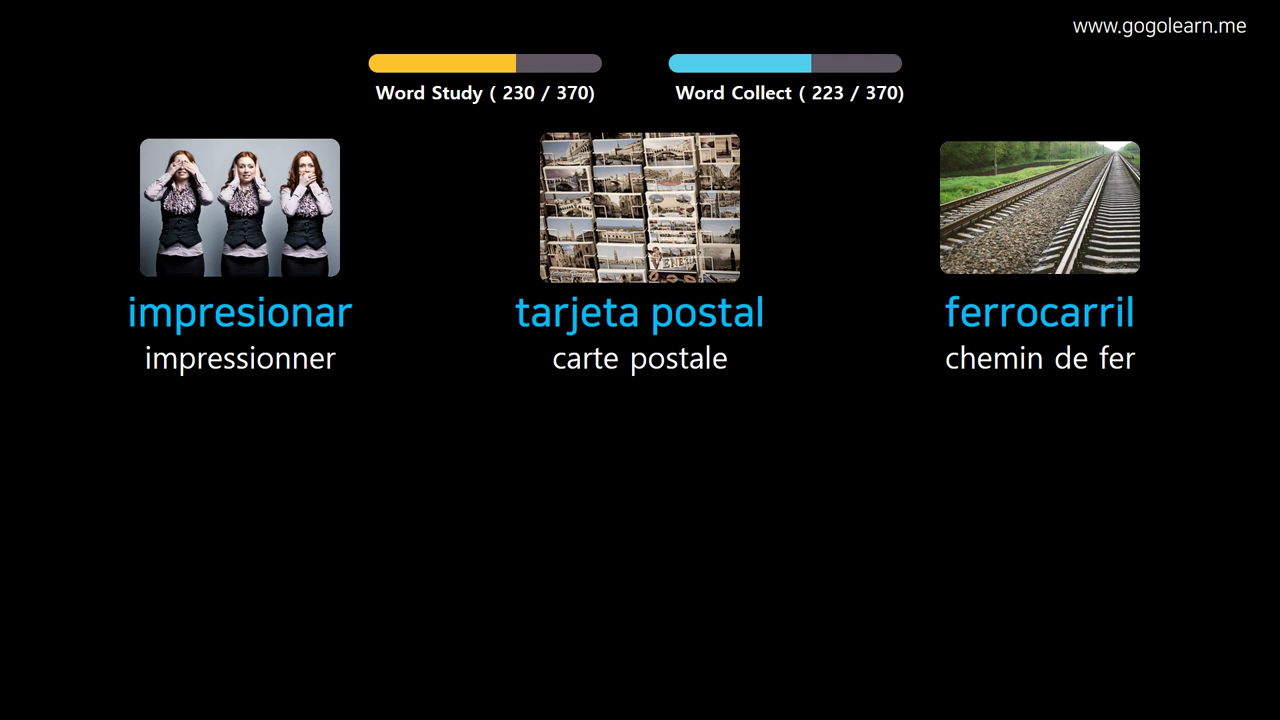 www.gogolearn.me
Word Study ( 230 / 370)
Word Collect ( 223 / 370)
impresionar
impressionner
tarjeta postal
carte postale
ferrocarril
chemin de fer